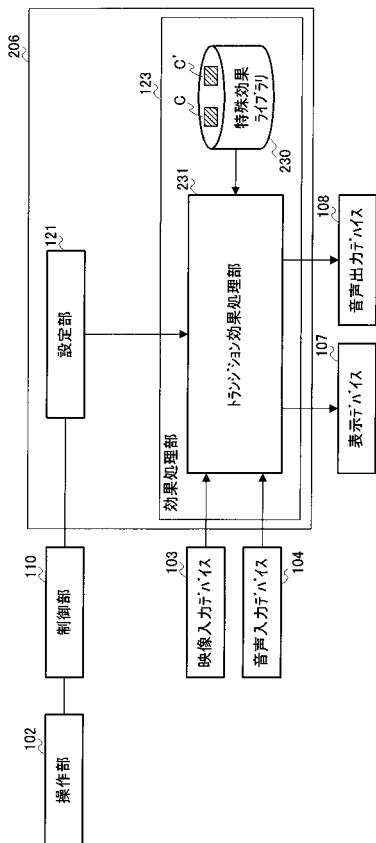 206
123
C
C'
特殊効果
ライブラリ
230
121
設定部
231
トランジション効果処理部
効果処理部
102
操作部
110
制御部
103
映像入力デバイス
音声入力デバイス
104
107
表示デバイス
108
音声出力デバイス